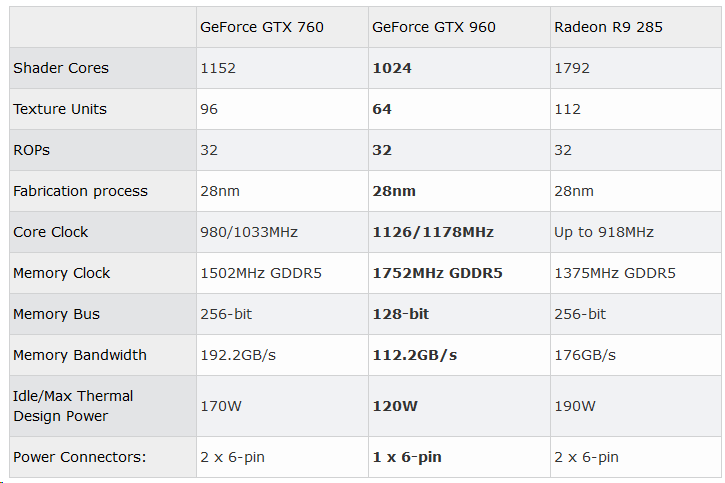 GeForce GTX 760 GeForce GTX 960 Radeon R9 285
Shader Cores 1152 1024 1792
Texture Units 96 64 112
ROPs 32 32 32
Fabrication process 28nm 28nm 28nm
Core Clock 980/1033MHz 1126/1178MHz Up to 918MHz
Memory Clock 1502MHz GDDR5 1752MHz GDDR5 1375MHz GDDR5
Memory Bus 256-bit 128-bit 256-bit
Memory Bandwidth 192.2GB/s 112.2GB/s 176GB/s
Idle/Max Thermal
Design Power 170W 120W 190W
Power Connectors: 2 x 6-pin 1 x 6-pin 2 x 6-pin